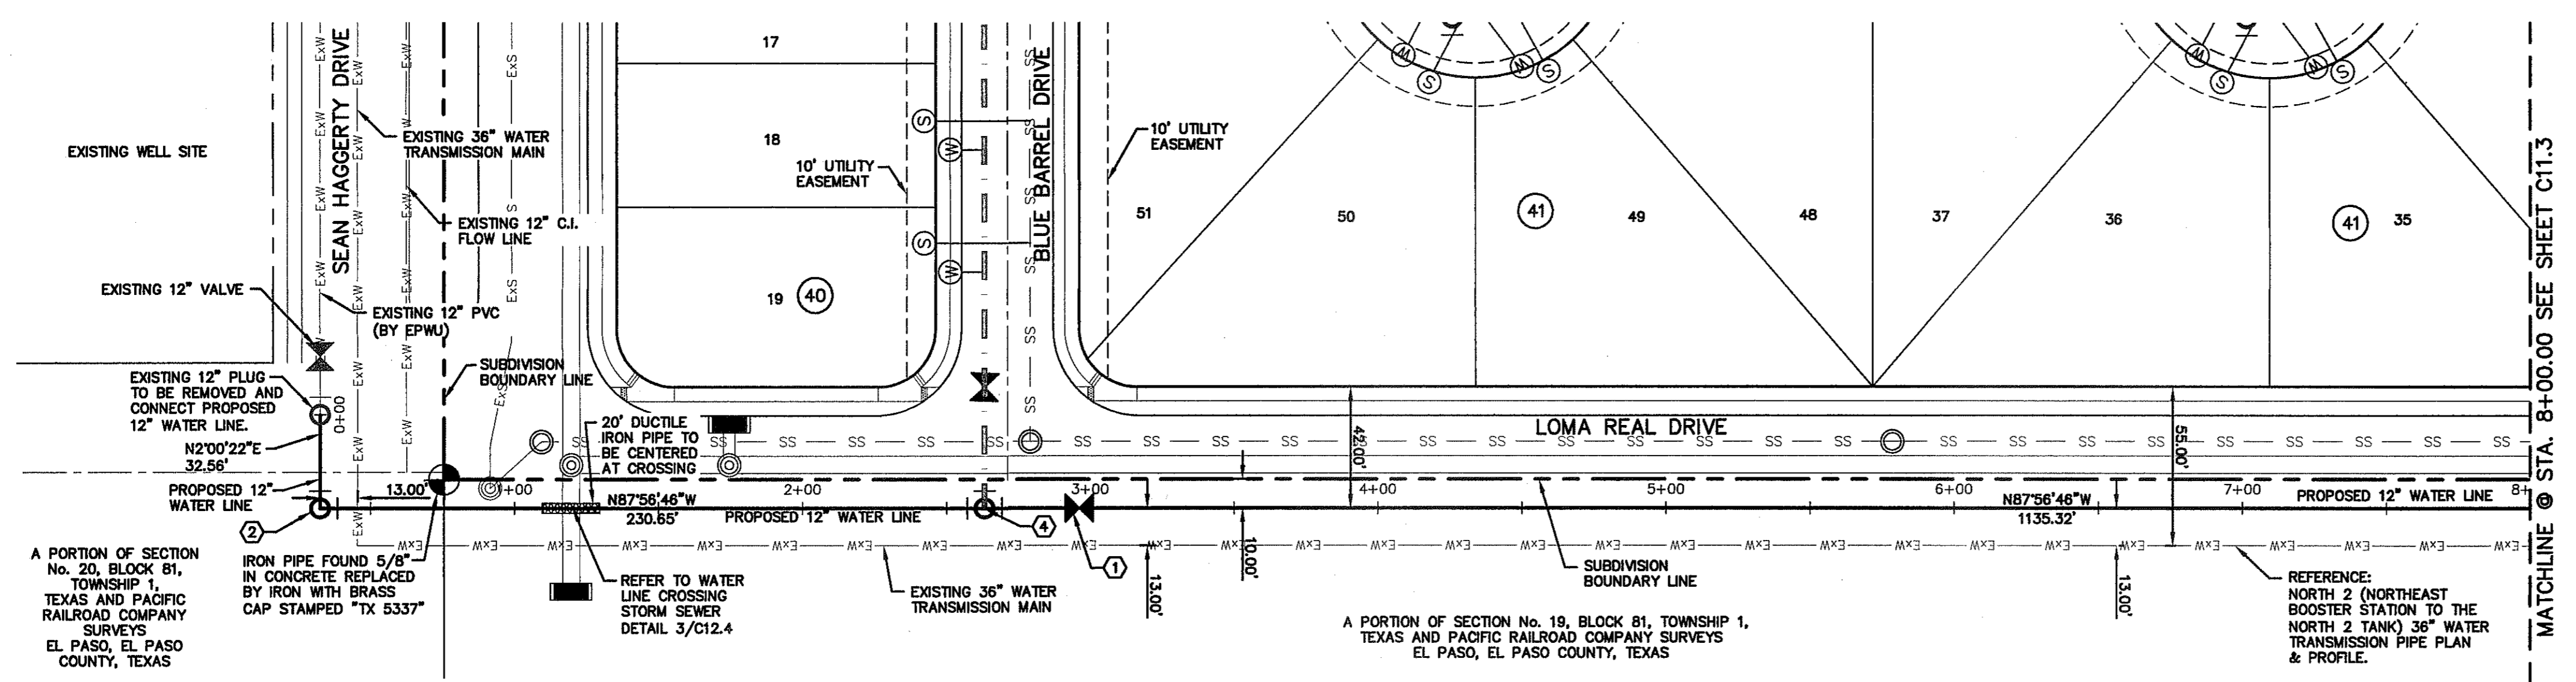 EXISTING WELL SITE
SEAN HAGGERTY DRIVE
EXISTING 36" WATER
TRANSMISSION MAIN
EXISTING 12" C.I.
FLOW LINE
EXISTING 12" VALVE
EXISTING 12" PVC
(BY EPWU)
SUBDIVISION
BOUNDARY LINE
EXISTING 12" PLUG
TO BE REMOVED AND
CONNECT PROPOSED
12" WATER LINE.
0+00
N2°00'22"E
32.56'
PROPOSED 12"
WATER LINE
2
13.00'
1+00
A PORTION OF SECTION
No. 20, BLOCK 81,
TOWNSHIP 1,
TEXAS AND PACIFIC
RAILROAD COMPANY
SURVEYS
EL PASO, EL PASO
COUNTY, TEXAS
IRON PIPE FOUND 5/8"
IN CONCRETE REPLACED
BY IRON WITH BRASS
CAP STAMPED "TX 5337"
17
18
19
40
10' UTILITY
EASEMENT
20' DUCTILE
IRON PIPE TO
BE CENTERED
AT CROSSING
N87°56'46"W
230.65'
2+00
PROPOSED 12" WATER LINE
REFER TO WATER
LINE CROSSING
STORM SEWER
DETAIL 3/C12.4
EXISTING 36" WATER
TRANSMISSION MAIN
BLUE BARREL DRIVE
10' UTILITY
EASEMENT
4
1
3+00
13.00'
10.00'
51
50
41
49
48
37
36
41
35
LOMA REAL DRIVE
42.00'
55.00'
4+00
5+00
6+00
7+00
8+
N87°56'46"W
1135.32'
PROPOSED 12" WATER LINE
SUBDIVISION
BOUNDARY LINE
13.00'
A PORTION OF SECTION No. 19, BLOCK 81, TOWNSHIP 1,
TEXAS AND PACIFIC RAILROAD COMPANY SURVEYS
EL PASO, EL PASO COUNTY, TEXAS
REFERENCE:
NORTH 2 (NORTHEAST
BOOSTER STATION TO THE
NORTH 2 TANK) 36" WATER
TRANSMISSION PIPE PLAN
& PROFILE.
MATCHLINE @ STA. 8+00.00 SEE SHEET C11.3
ExW
ExS
SS
S
W